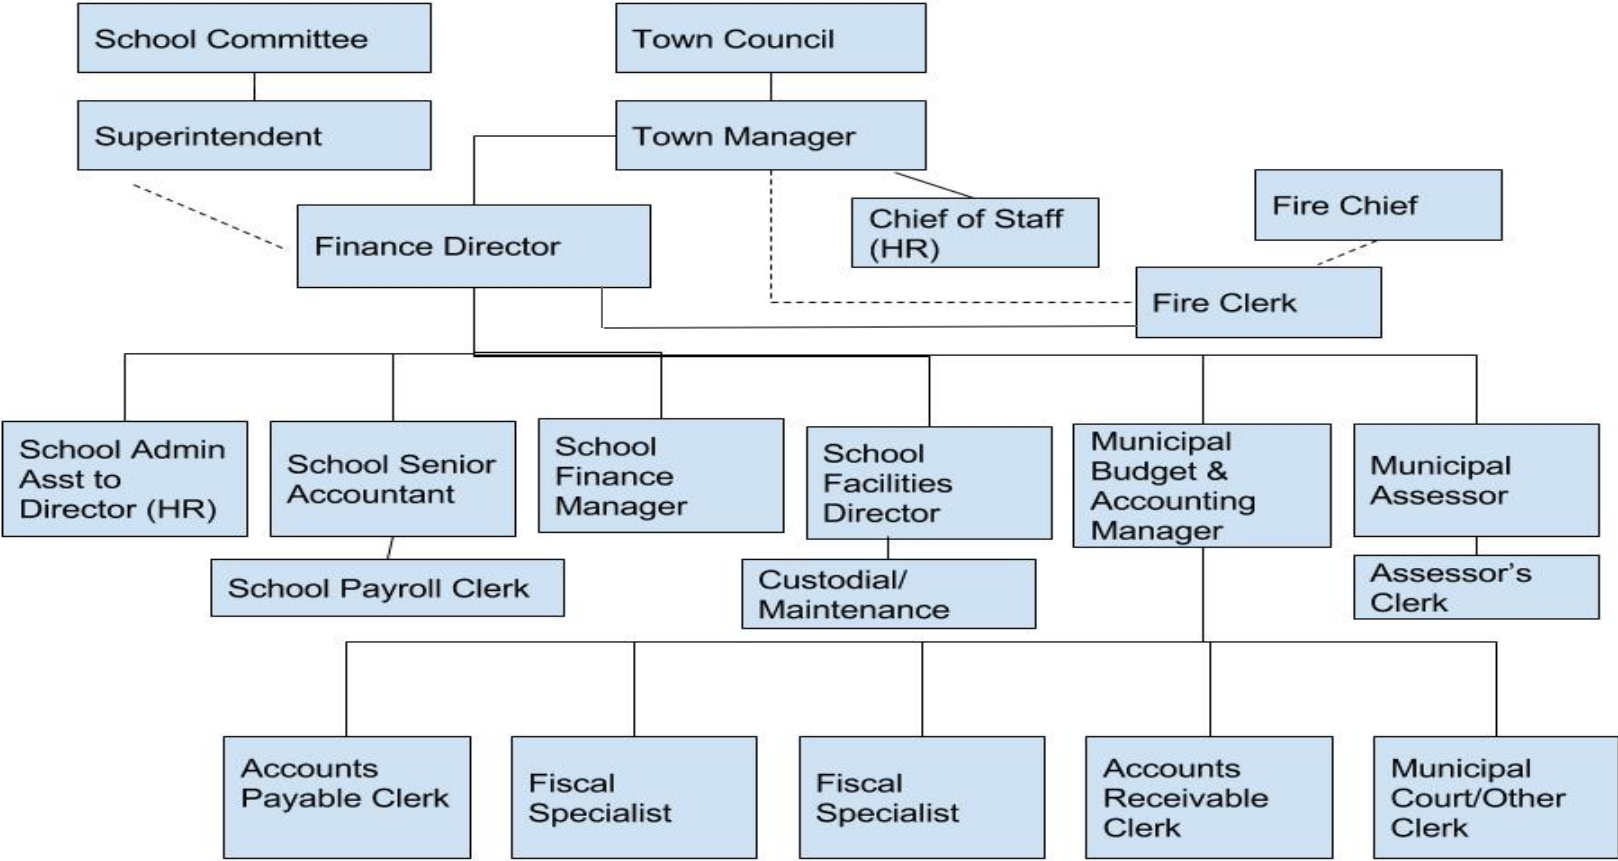 School Committee
Town Council
Superintendent
Town Manager
Chief of Staff
(HR)
Fire Chief
Finance Director
Fire Clerk
School Admin
Asst to
Director (HR)
School Senior
Accountant
School
Finance
Manager
School
Facilities
Director
Municipal
Budget &
Accounting
Manager
Municipal
Assessor
School Payroll Clerk
Custodial/
Maintenance
Assessor’s
Clerk
Accounts
Payable Clerk
Fiscal
Specialist
Fiscal
Specialist
Accounts
Receivable
Clerk
Municipal
Court/Other
Clerk